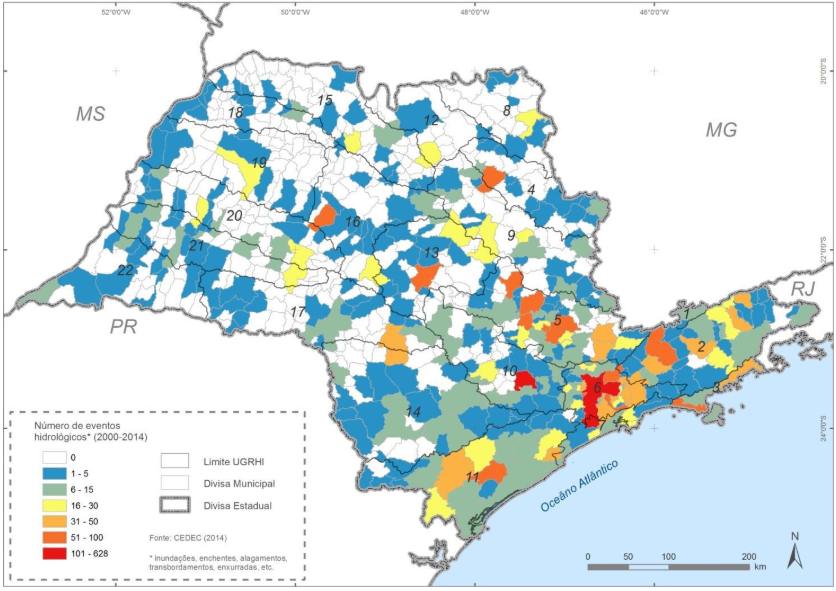 52°0'0"W
50°0'0"W
48°0'0"W
46°0'0"W
20°0'0"S
22°0'0"S
24°0'0"S
MS
MG
RJ
PR
15
18
12
8
19
4
20
16
9
21
13
22
17
5
1
2
10
6
3
14
7
11
Oceâno Atlântico
Número de eventos
hidrológicos* (2000-2014)
0
1 - 5
6 - 15
16 - 30
31 - 50
51 - 100
101 - 628
Limite UGRHI
Divisa Municipal
Divisa Estadual
Fonte: CEDEC (2014)
* inundações, enchentes, alagamentos,
transbordamentos, enxurradas, etc.
N
0 50 100 200
km